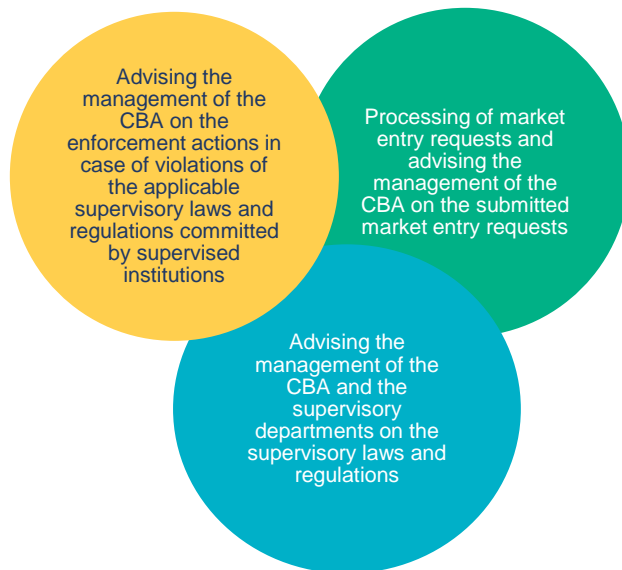 Advising the
management of the
CBA on the
enforcement actions in
case of violations of
the applicable
supervisory laws and
regulations committed
by supervised
institutions
Processing of market
entry requests and
advising the
management of the
CBA on the submitted
market entry requests
Advising the
management of the
CBA and the
supervisory
departments on the
supervisory laws and
regulations